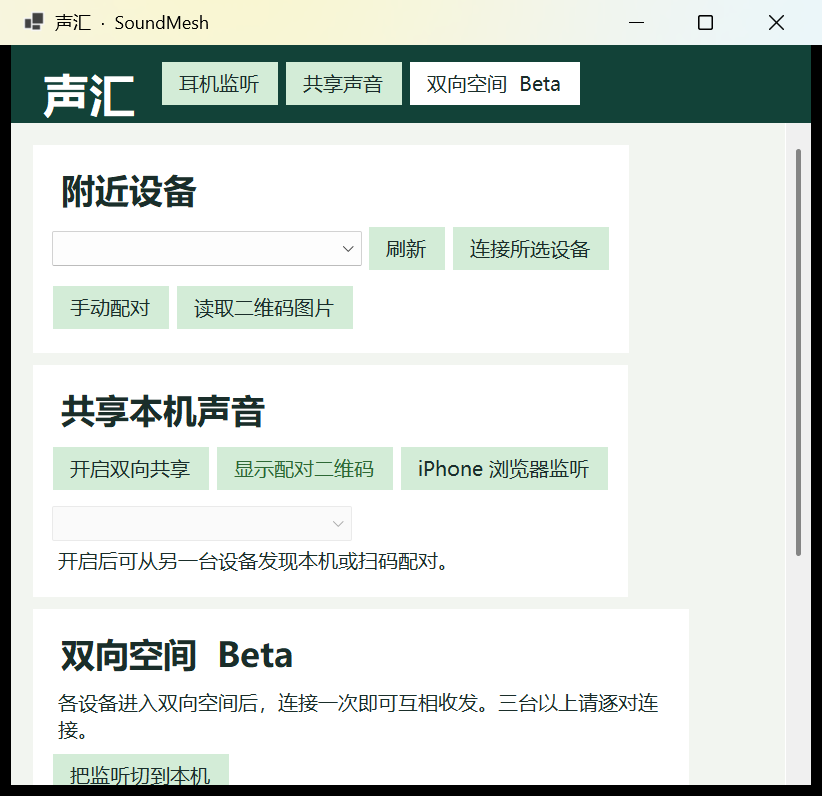 声汇 · SoundMesh
声汇 耳机监听 共享声音 双向空间 Beta
附近设备
刷新 连接所选设备
手动配对 读取二维码图片
共享本机声音
开启双向共享 显示配对二维码 iPhone 浏览器监听
开启后可从另一台设备发现本机或扫码配对。
双向空间 Beta
各设备进入双向空间后，连接一次即可互相收发。三台以上请逐对连
接。
把监听切到本机